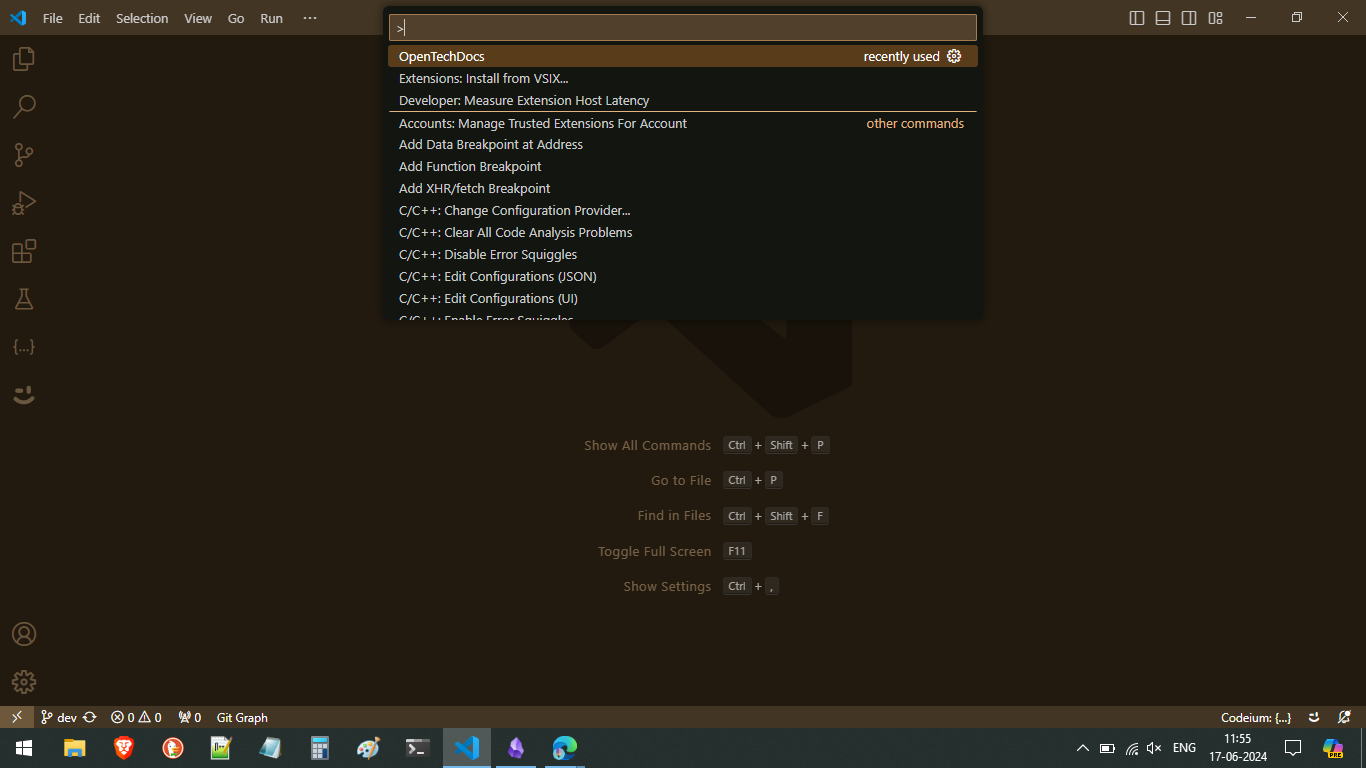 File Edit Selection View Go Run ···
>
OpenTechDocs recently used
Extensions: Install from VSIX...
Developer: Measure Extension Host Latency
Accounts: Manage Trusted Extensions For Account other commands
Add Data Breakpoint at Address
Add Function Breakpoint
Add XHR/fetch Breakpoint
C/C++: Change Configuration Provider...
C/C++: Clear All Code Analysis Problems
C/C++: Disable Error Squiggles
C/C++: Edit Configurations (JSON)
C/C++: Edit Configurations (UI)
C/C++: Enable Error Squiggles
{...}
Show All Commands Ctrl + Shift + P
Go to File Ctrl + P
Find in Files Ctrl + Shift + F
Toggle Full Screen F11
Show Settings Ctrl + ,
dev 0 0 0 Git Graph Codeium: {...}
ENG 11:55
17-06-2024
PRE